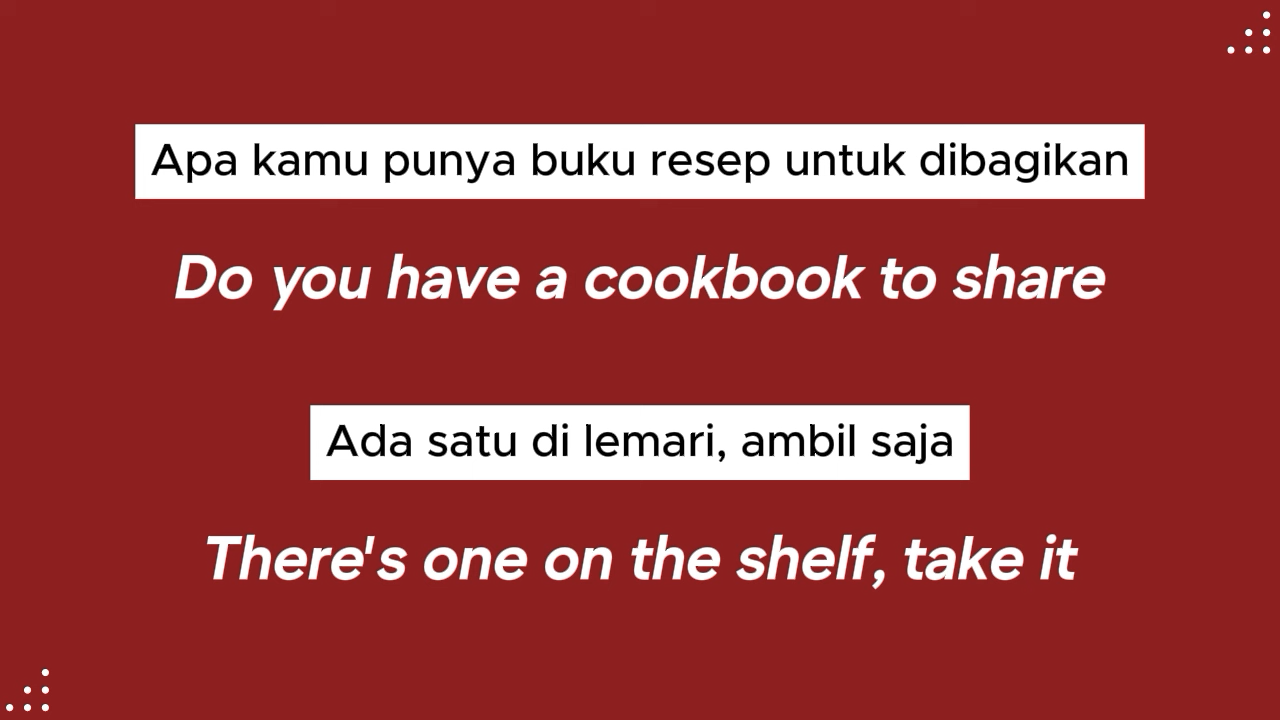 Apa kamu punya buku resep untuk dibagikan
Do you have a cookbook to share
Ada satu di lemari, ambil saja
There's one on the shelf, take it